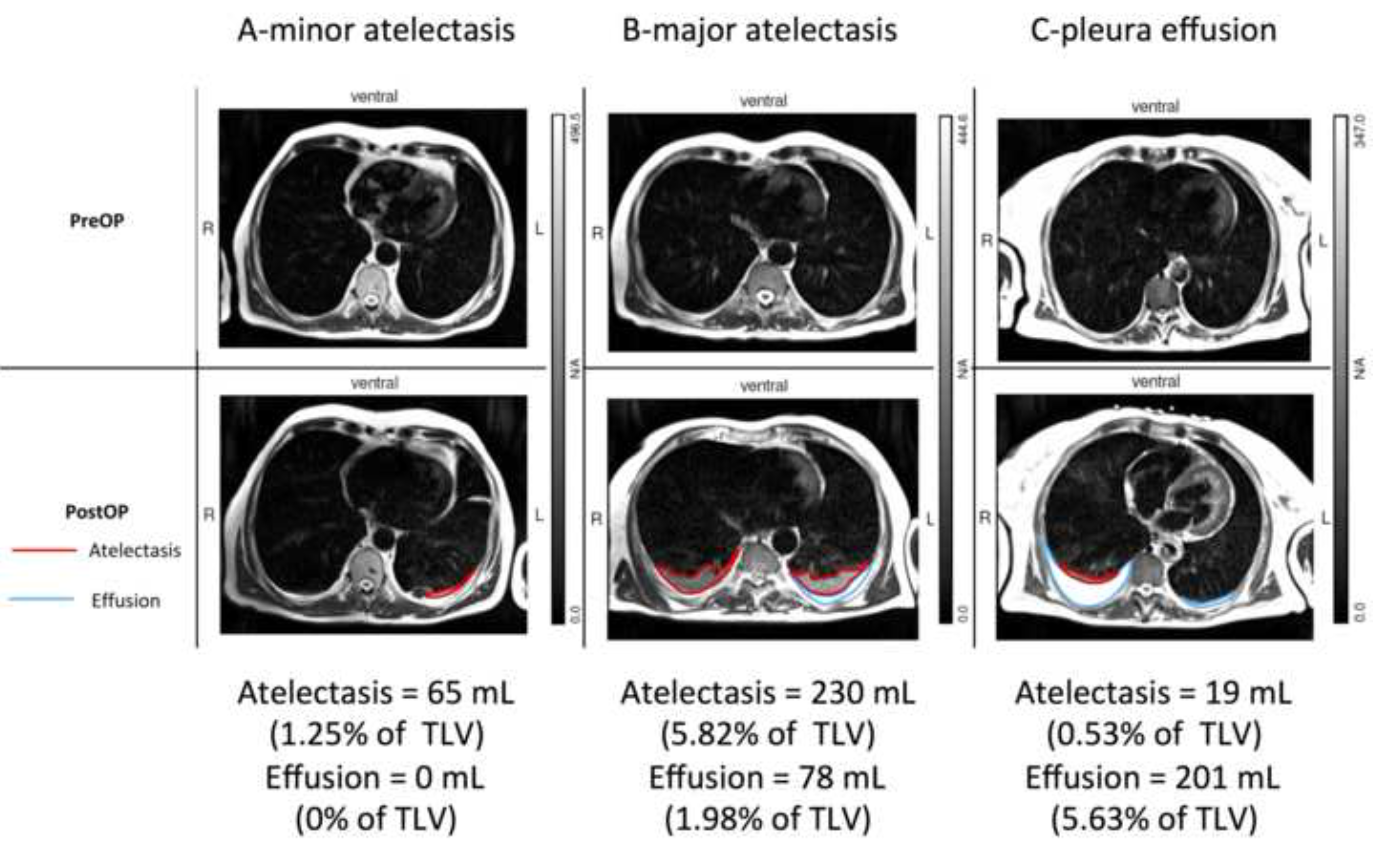 A-minor atelectasis
B-major atelectasis
C-pleura effusion
ventral
ventral
ventral
PreOP
R
L
496.5
R
L
444.6
R
L
347.0
N/A
N/A
N/A
ventral
ventral
ventral
PostOP
Atelectasis
Effusion
R
L
0.0
R
L
0.0
R
L
0.0
Atelectasis = 65 mL
(1.25% of TLV)
Effusion = 0 mL
(0% of TLV)
Atelectasis = 230 mL
(5.82% of TLV)
Effusion = 78 mL
(1.98% of TLV)
Atelectasis = 19 mL
(0.53% of TLV)
Effusion = 201 mL
(5.63% of TLV)